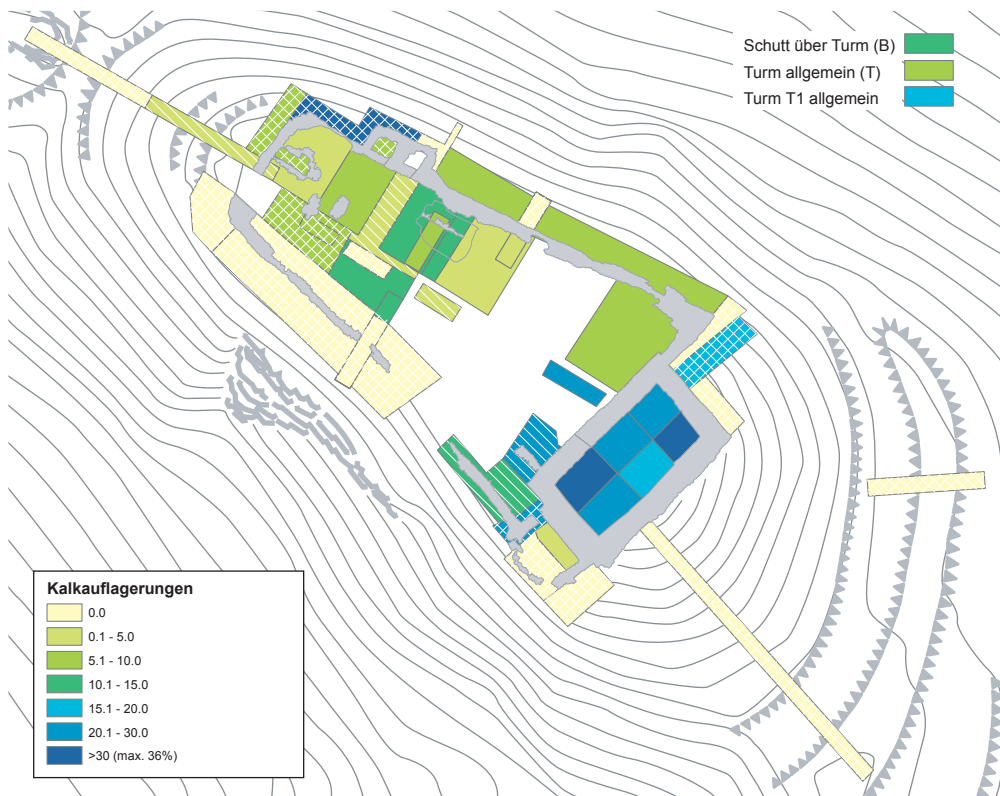 Schutt über Turm (B)
Turm allgemein (T)
Turm T1 allgemein
Kalkauflagerungen
0.0
0.1 - 5.0
5.1 - 10.0
10.1 - 15.0
15.1 - 20.0
20.1 - 30.0
>30 (max. 36%)